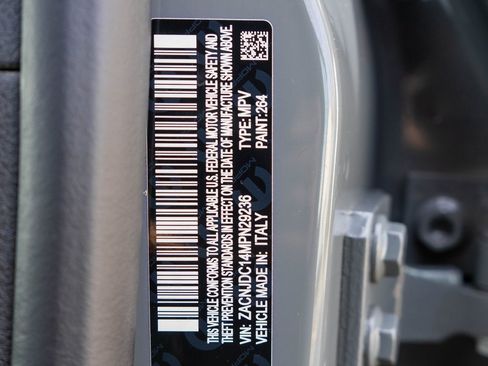 THIS VEHICLE CONFORMS TO ALL APPLICABLE U.S. FEDERAL MOTOR VEHICLE SAFETY AND
THEFT PREVENTION STANDARDS IN EFFECT ON THE DATE OF MANUFACTURE SHOWN ABOVE.
VIN: ZACNJDC14MPN29236 TYPE: MPV
VEHICLE MADE IN: ITALY PAINT: 264